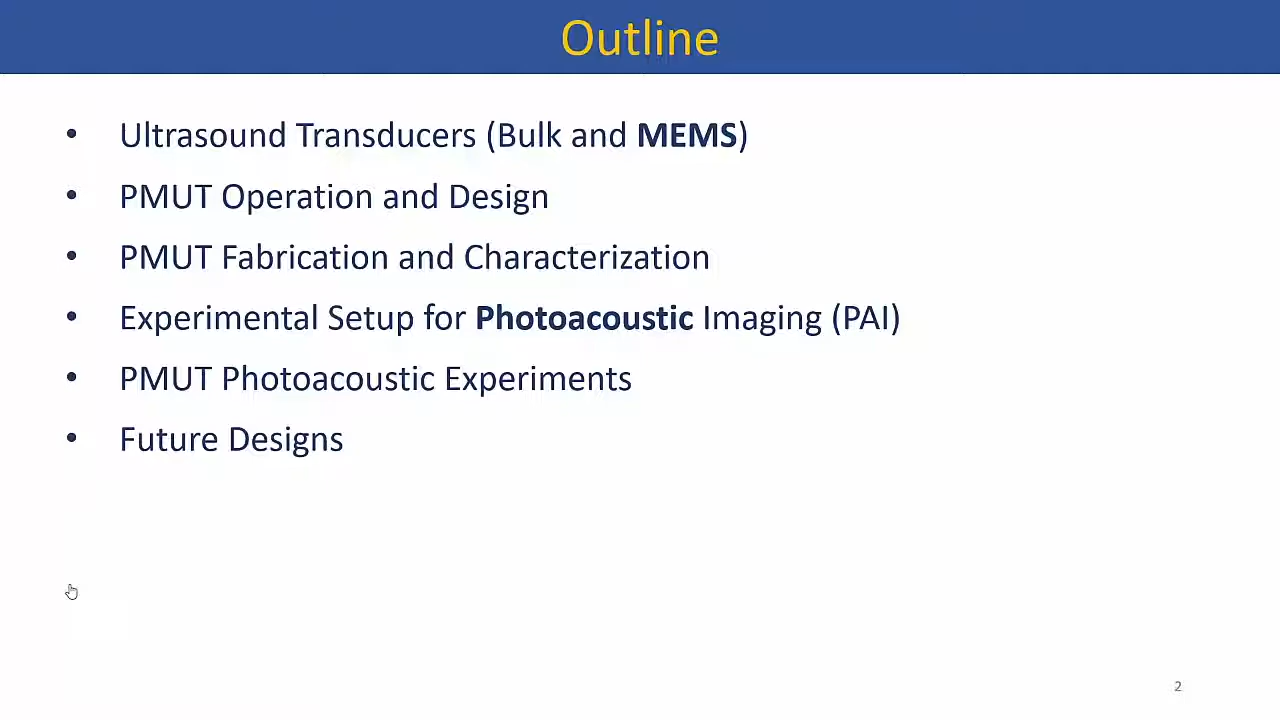 Outline
• Ultrasound Transducers (Bulk and MEMS)
• PMUT Operation and Design
• PMUT Fabrication and Characterization
• Experimental Setup for Photoacoustic Imaging (PAI)
• PMUT Photoacoustic Experiments
• Future Designs
2